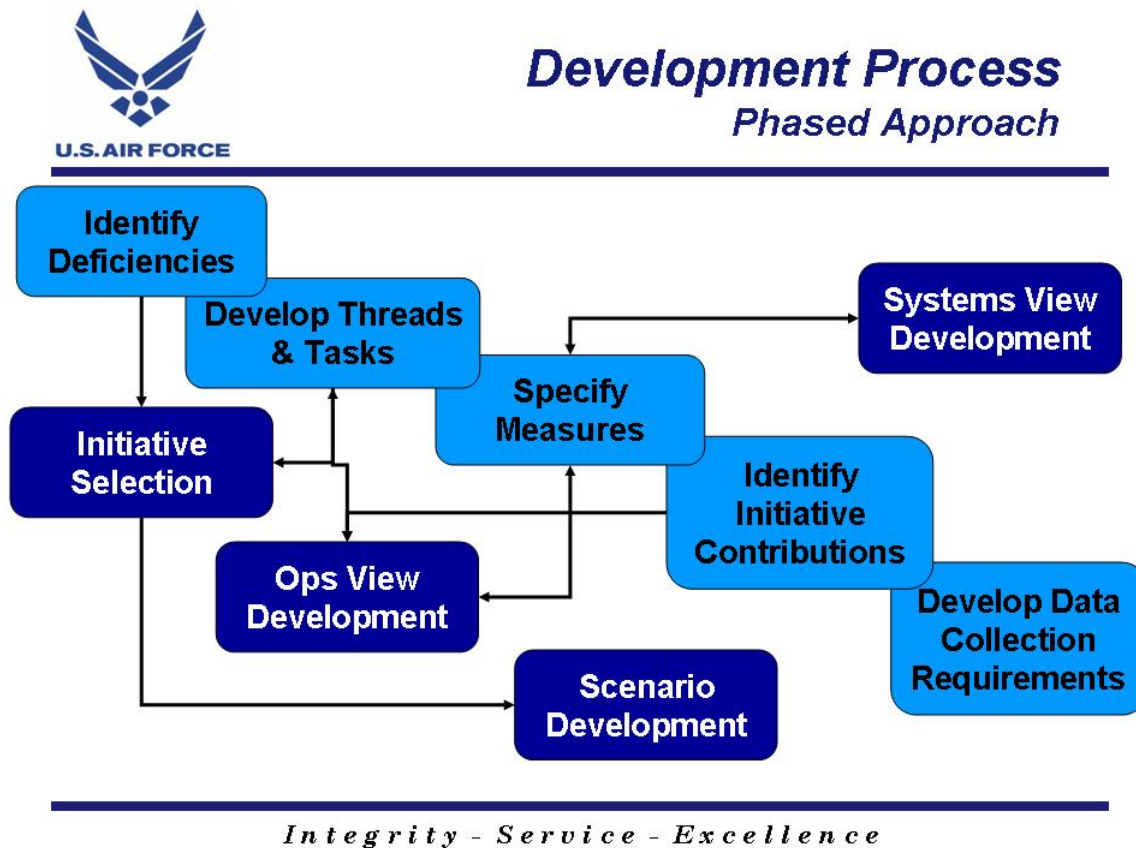 U.S. AIR FORCE
Development Process
Phased Approach
Identify
Deficiencies
Develop Threads
& Tasks
Systems View
Development
Specify
Measures
Initiative
Selection
Identify
Initiative
Contributions
Ops View
Development
Develop Data
Collection
Requirements
Scenario
Development
Integrity - Service - Excellence